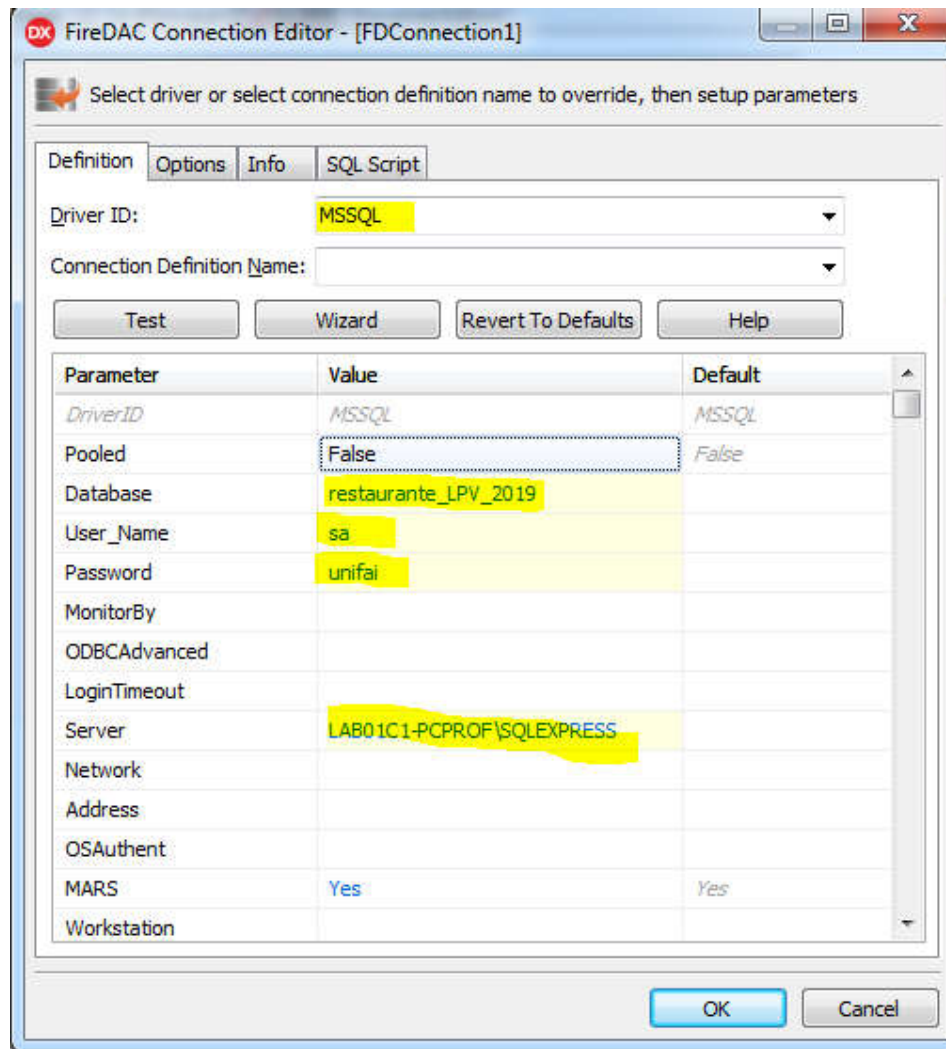 DX FireDAC Connection Editor - [FDConnection1]
Select driver or select connection definition name to override, then setup parameters
Definition Options Info SQL Script
Driver ID: MSSQL
Connection Definition Name:
Test Wizard Revert To Defaults Help
Parameter Value Default
DriverID MSSQL MSSQL
Pooled False False
Database restaurante_LPV_2019
User_Name sa
Password unifai
MonitorBy
ODBCAdvanced
LoginTimeout
Server LAB01C1-PCPROF\SQLEXPRESS
Network
Address
OSAuthent
MARS Yes Yes
Workstation
OK Cancel